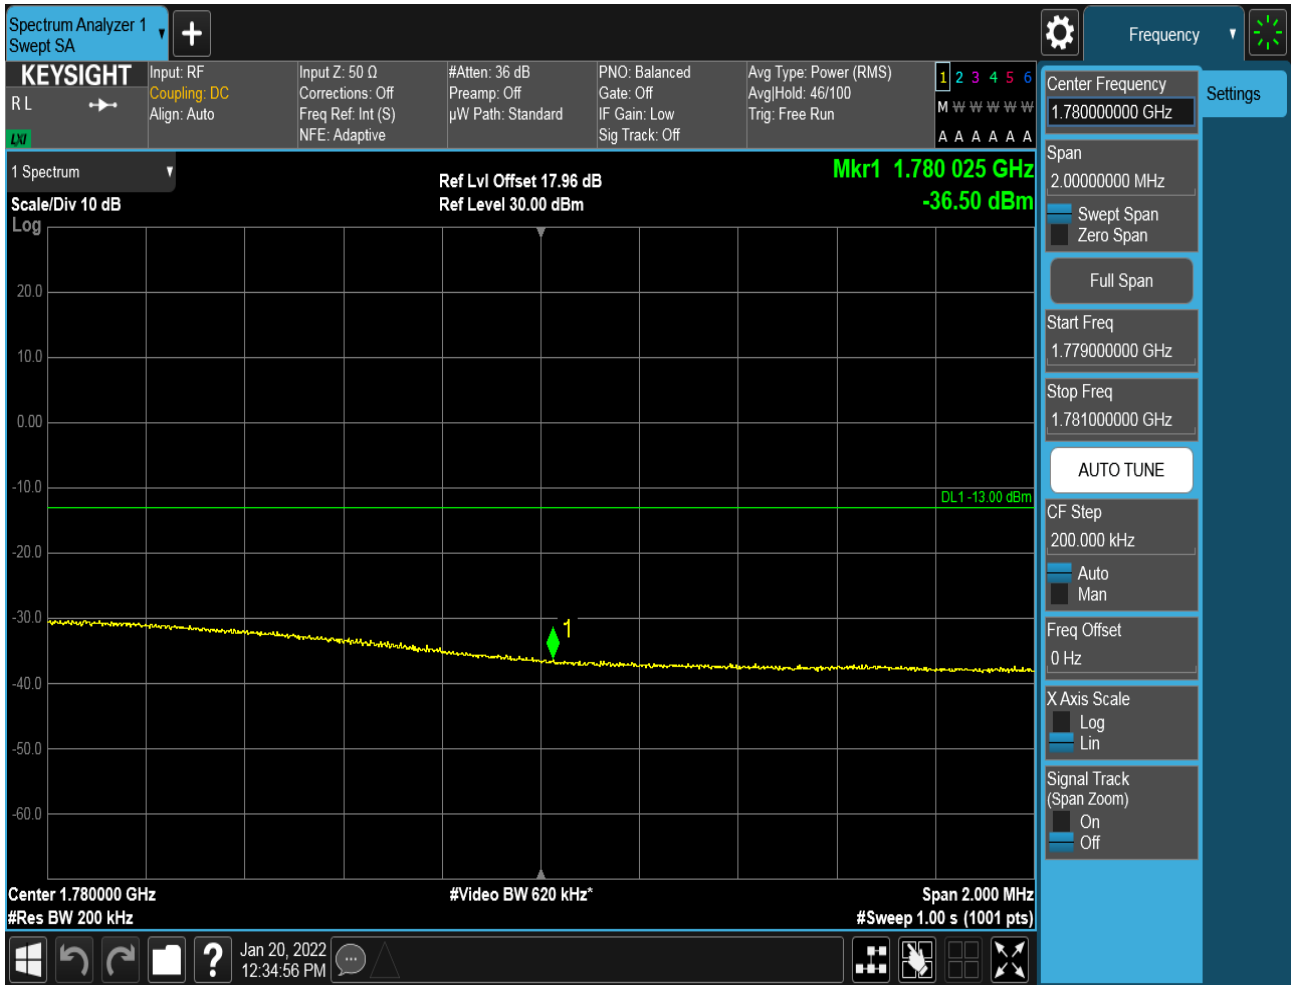 Spectrum Analyzer 1
Swept SA
Frequency
KEYSIGHT
R L
LXI
Input: RF
Coupling: DC
Align: Auto
Input Z: 50 Ω
Corrections: Off
Freq Ref: Int (S)
NFE: Adaptive
#Atten: 36 dB
Preamp: Off
µW Path: Standard
PNO: Balanced
Gate: Off
IF Gain: Low
Sig Track: Off
Avg Type: Power (RMS)
Avg|Hold: 46/100
Trig: Free Run
1 2 3 4 5 6
M W W W W W
A A A A A A
1 Spectrum
Scale/Div 10 dB
Log
Ref Lvl Offset 17.96 dB
Ref Level 30.00 dBm
Mkr1 1.780 025 GHz
-36.50 dBm
20.0
10.0
0.00
-10.0
DL1 -13.00 dBm
-20.0
-30.0
1
-40.0
-50.0
-60.0
Center 1.780000 GHz
#Video BW 620 kHz*
Span 2.000 MHz
#Res BW 200 kHz
#Sweep 1.00 s (1001 pts)
?
Jan 20, 2022
12:34:56 PM
Center Frequency
1.780000000 GHz
Settings
Span
2.00000000 MHz
Swept Span
Zero Span
Full Span
Start Freq
1.779000000 GHz
Stop Freq
1.781000000 GHz
AUTO TUNE
CF Step
200.000 kHz
Auto
Man
Freq Offset
0 Hz
X Axis Scale
Log
Lin
Signal Track
(Span Zoom)
On
Off